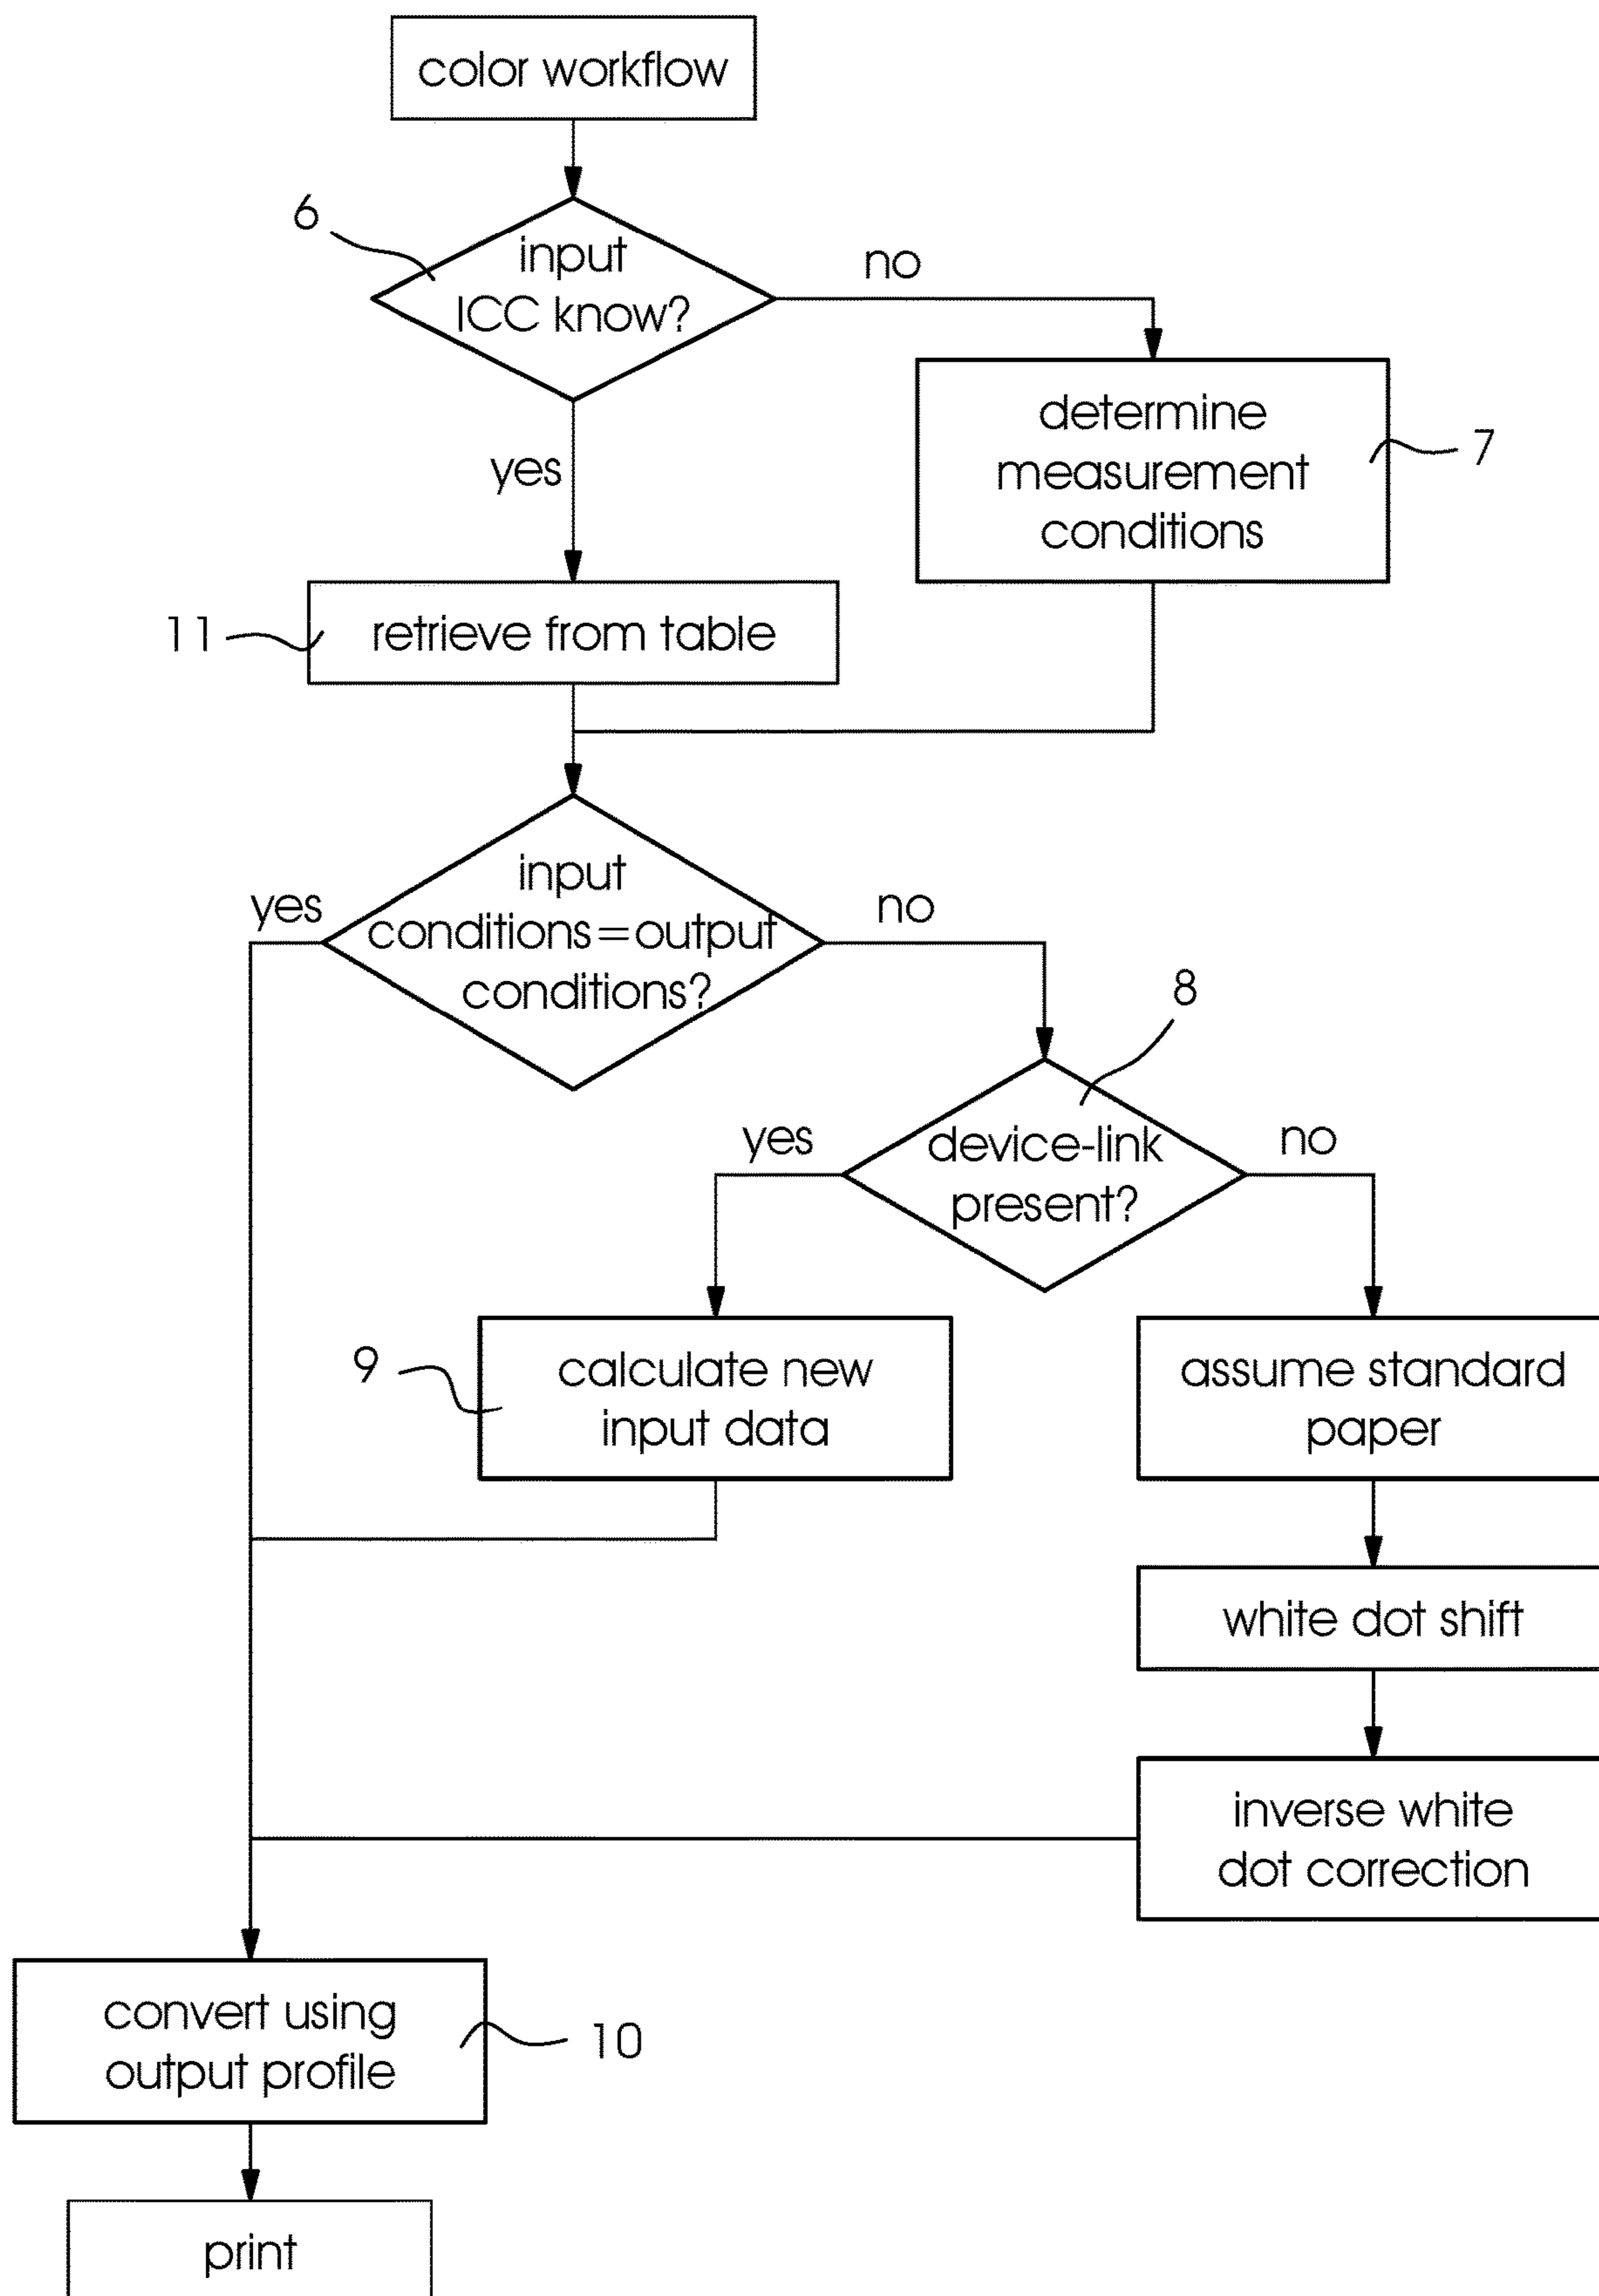 color workflow
6
input
ICC know?
no
yes
determine
measurement
conditions
7
11
retrieve from table
input
conditions=output
conditions?
yes
no
8
device-link
present?
yes
no
9
calculate new
input data
assume standard
paper
white dot shift
inverse white
dot correction
convert using
output profile
10
print